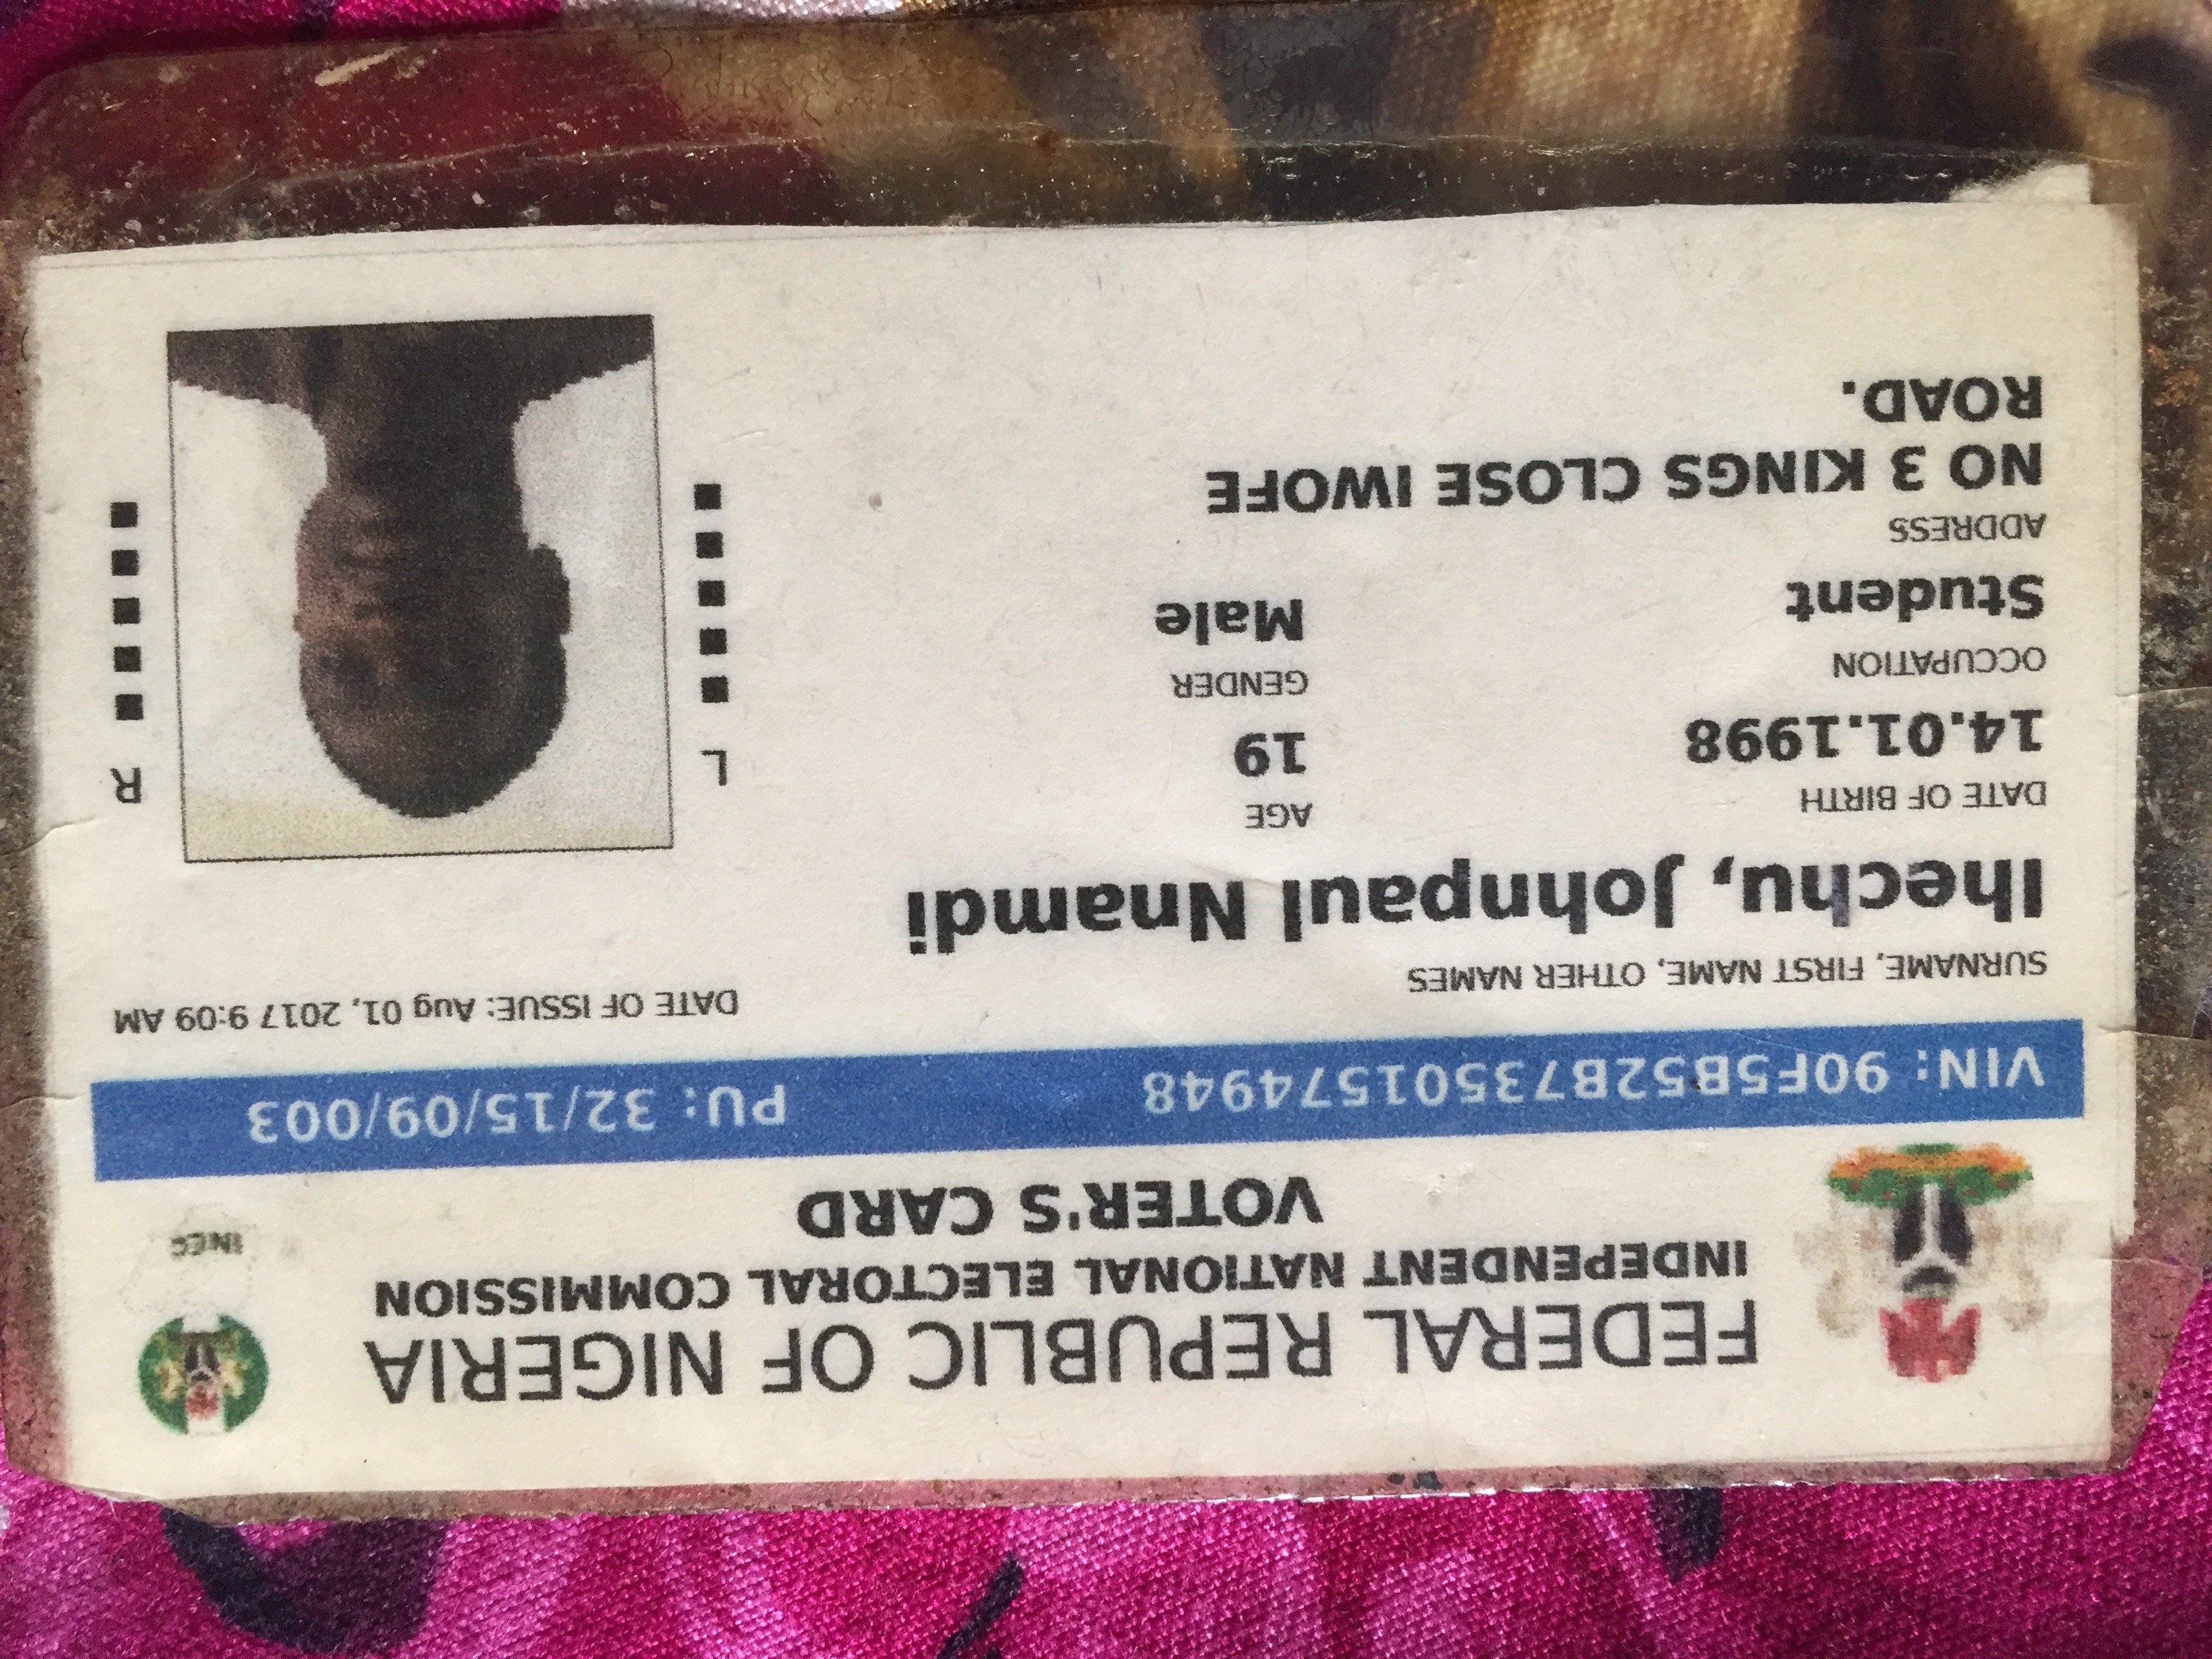 FEDERAL REPUBLIC OF NIGERIA
INDEPENDENT NATIONAL ELECTORAL COMMISSION
VOTER'S CARD
INEC
VIN: 90F5B52B73501574948 PU: 32/15/09/003
DATE OF ISSUE: Aug 01, 2017 9:09 AM
SURNAME, FIRST NAME, OTHER NAMES
Ihechu, Johnpaul Nnamdi
DATE OF BIRTH AGE
14.01.1998 19
OCCUPATION GENDER
Student Male
ADDRESS
NO 3 KINGS CLOSE IWOFE
ROAD.
L R